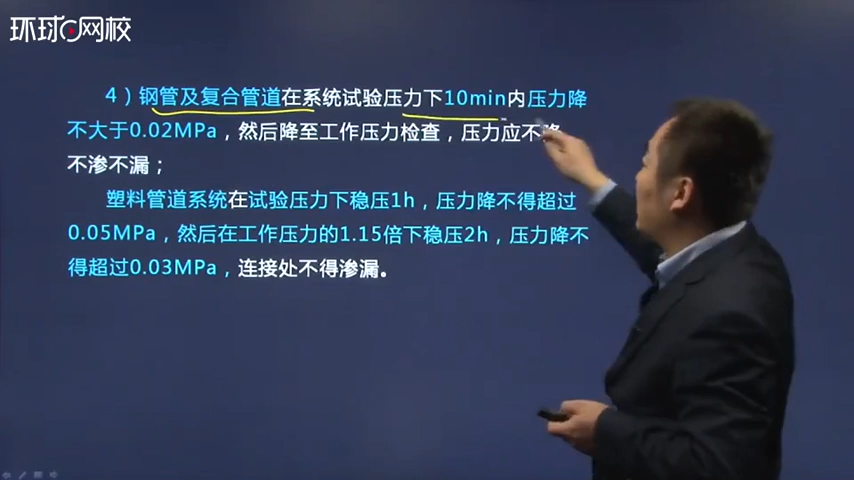 环球网校
4）钢管及复合管道在系统试验压力下10min内压力降
不大于0.02MPa，然后降至工作压力检查，压力应不降
不渗不漏；
塑料管道系统在试验压力下稳压1h，压力降不得超过
0.05MPa，然后在工作压力的1.15倍下稳压2h，压力降不
得超过0.03MPa，连接处不得渗漏。